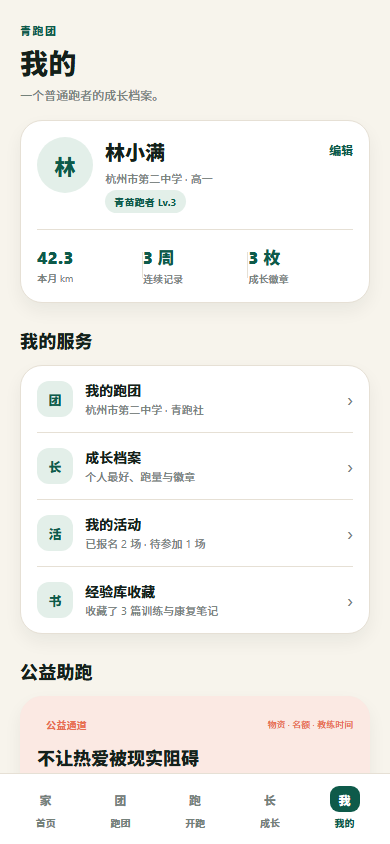 青跑团
我的
一个普通跑者的成长档案。
林
林小满
编辑
杭州市第二中学 · 高一
青苗跑者 Lv.3
42.3
3 周
3 枚
本月 km
连续记录
成长徽章
我的服务
团
我的跑团
杭州市第二中学 · 青跑社
›
长
成长档案
个人最好、跑量与徽章
›
活
我的活动
已报名 2 场 · 待参加 1 场
›
书
经验库收藏
收藏了 3 篇训练与康复笔记
›
公益助跑
公益通道
物资 · 名额 · 教练时间
不让热爱被现实阻碍
家
团
跑
长
我
首页
跑团
开跑
成长
我的